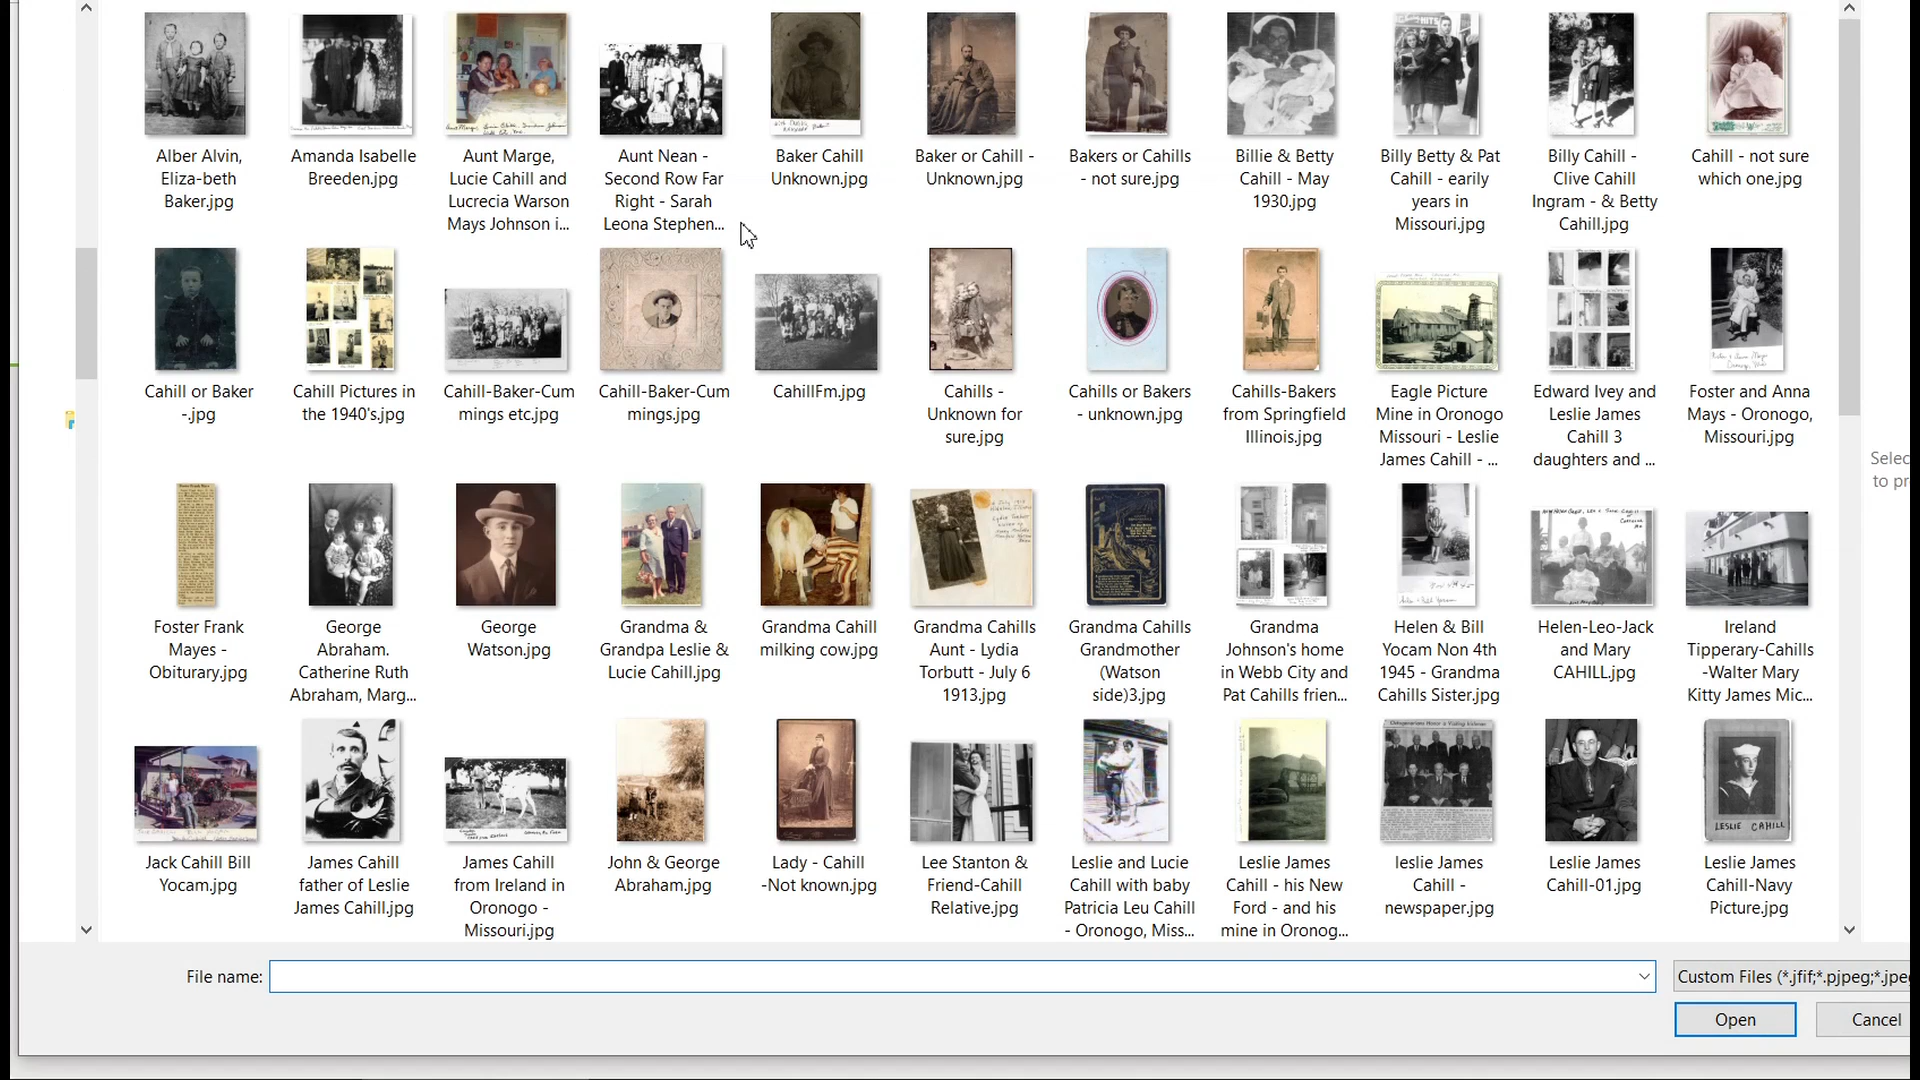 Alber Alvin,
Eliza-beth
Baker.jpg
Amanda Isabelle
Breeden.jpg
Aunt Marge,
Lucie Cahill and
Lucrecia Warson
Mays Johnson i...
Aunt Nean -
Second Row Far
Right - Sarah
Leona Stephen...
Baker Cahill
Unknown.jpg
Baker or Cahill -
Unknown.jpg
Bakers or Cahills
- not sure.jpg
Billie & Betty
Cahill - May
1930.jpg
Billy Betty & Pat
Cahill - earily
years in
Missouri.jpg
Billy Cahill -
Clive Cahill
Ingram - & Betty
Cahill.jpg
Cahill - not sure
which one.jpg
Cahill or Baker
-.jpg
Cahill Pictures in
the 1940's.jpg
Cahill-Baker-Cum
mings etc.jpg
Cahill-Baker-Cum
mings.jpg
CahillFm.jpg
Cahills -
Unknown for
sure.jpg
Cahills or Bakers
- unknown.jpg
Cahills-Bakers
from Springfield
Illinois.jpg
Eagle Picture
Mine in Oronogo
Missouri - Leslie
James Cahill - ...
Edward Ivey and
Leslie James
Cahill 3
daughters and ...
Foster and Anna
Mays - Oronogo,
Missouri.jpg
Selec
to pr
Foster Frank
Mayes -
Obiturary.jpg
George
Abraham.
Catherine Ruth
Abraham, Marg...
George
Watson.jpg
Grandma &
Grandpa Leslie &
Lucie Cahill.jpg
Grandma Cahill
milking cow.jpg
Grandma Cahills
Aunt - Lydia
Torbutt - July 6
1913.jpg
Grandma Cahills
Grandmother
(Watson
side)3.jpg
Grandma
Johnson's home
in Webb City and
Pat Cahills frien...
Helen & Bill
Yocam Non 4th
1945 - Grandma
Cahills Sister.jpg
Helen-Leo-Jack
and Mary
CAHILL.jpg
Ireland
Tipperary-Cahills
-Walter Mary
Kitty James Mic...
Jack Cahill Bill
Yocam.jpg
James Cahill
father of Leslie
James Cahill.jpg
James Cahill
from Ireland in
Oronogo -
Missouri.jpg
John & George
Abraham.jpg
Lady - Cahill
-Not known.jpg
Lee Stanton &
Friend-Cahill
Relative.jpg
Leslie and Lucie
Cahill with baby
Patricia Leu Cahill
- Oronogo, Miss...
Leslie James
Cahill - his New
Ford - and his
mine in Oronog...
leslie James
Cahill -
newspaper.jpg
Leslie James
Cahill-01.jpg
LESLIE CAHILL
Leslie James
Cahill-Navy
Picture.jpg
File name:
Custom Files (*.jfif;*.pjpeg;*.jpe
Open
Cancel